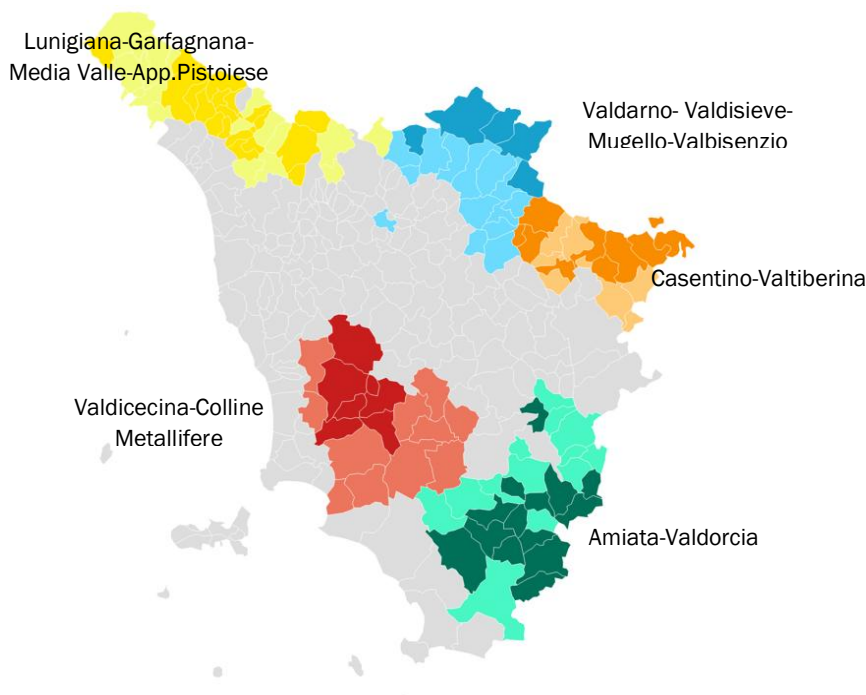 Lunigiana-Garfagnana-
Media Valle-App.Pistoiese
Valdarno- Valdisieve-
Mugello-Valbisenzio
Casentino-Valtiberina
Valdicecina-Colline
Metallifere
Amiata-Valdorcia